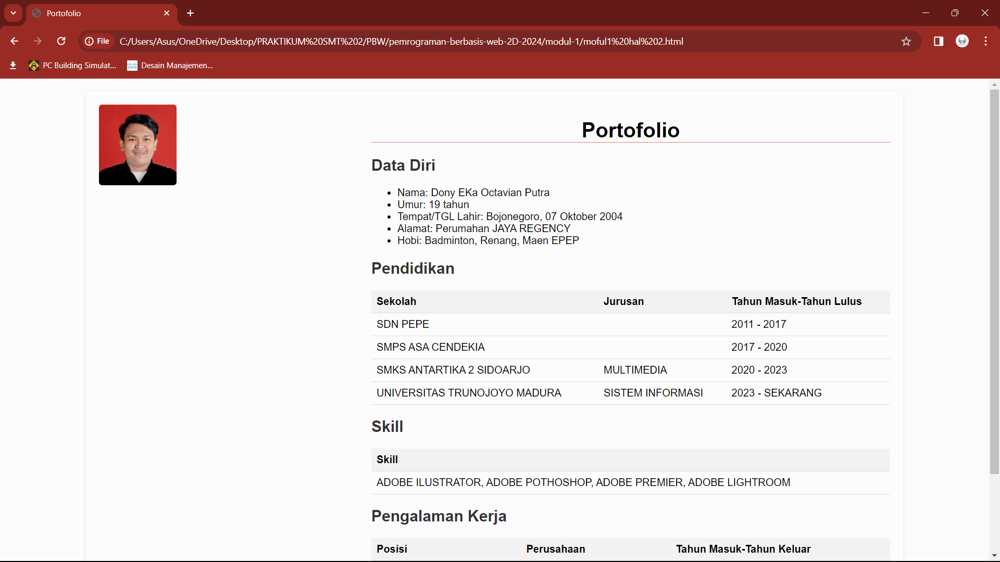 Portofolio
File
C:/Users/Asus/OneDrive/Desktop/PRAKTIKUM%20SMT%202/PBW/pemrograman-berbasis-web-2D-2024/modul-1/moful1%20hal%202.html
PC Building Simulat...
Desain Manajemen...
Portofolio
Data Diri
• Nama: Dony EKa Octavian Putra
• Umur: 19 tahun
• Tempat/TGL Lahir: Bojonegoro, 07 Oktober 2004
• Alamat: Perumahan JAYA REGENCY
• Hobi: Badminton, Renang, Maen EPEP
Pendidikan
Sekolah Jurusan Tahun Masuk-Tahun Lulus
SDN PEPE 2011 - 2017
SMPS ASA CENDEKIA 2017 - 2020
SMKS ANTARTIKA 2 SIDOARJO MULTIMEDIA 2020 - 2023
UNIVERSITAS TRUNOJOYO MADURA SISTEM INFORMASI 2023 - SEKARANG
Skill
Skill
ADOBE ILUSTRATOR, ADOBE POTHOSHOP, ADOBE PREMIER, ADOBE LIGHTROOM
Pengalaman Kerja
Posisi Perusahaan Tahun Masuk-Tahun Keluar